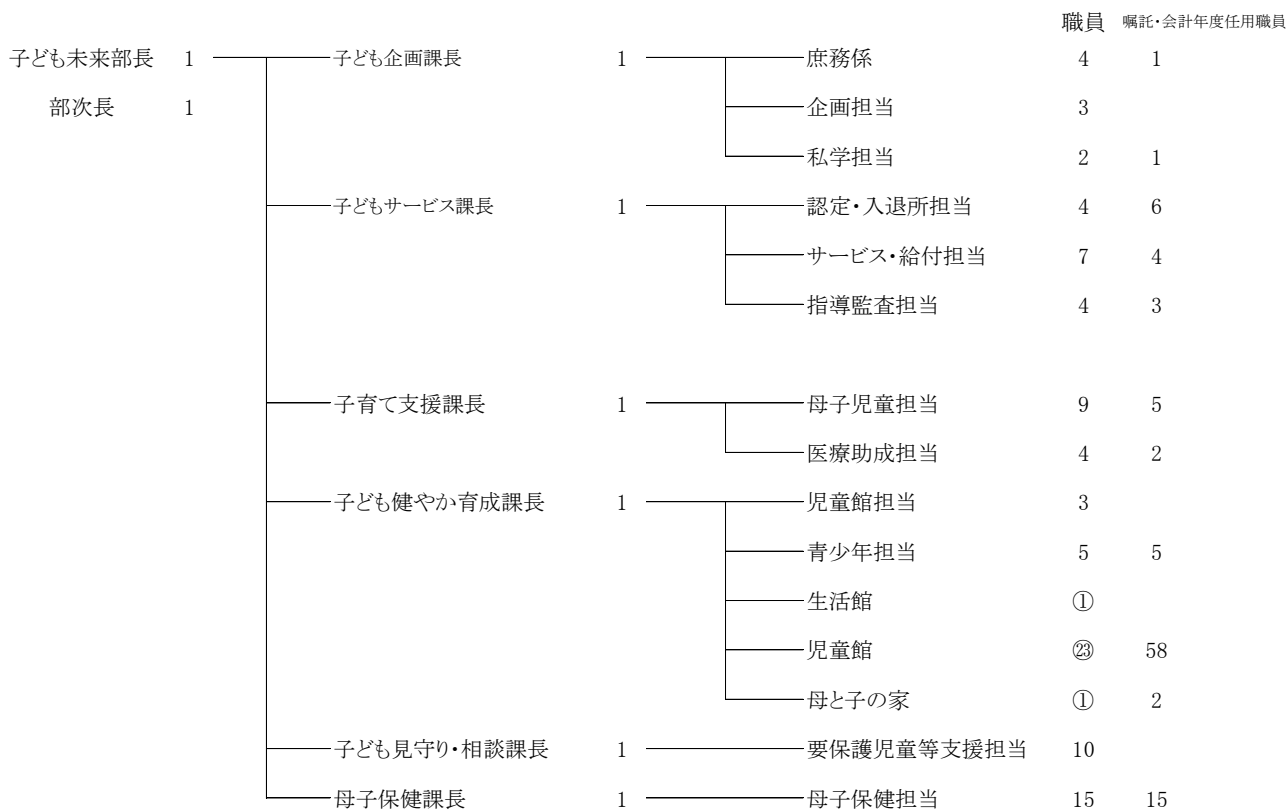 職員 嘱託・会計年度任用職員
子ども未来部長 1 子ども企画課長 1 庶務係 4 1
部次長 1 企画担当 3
私学担当 2 1
子どもサービス課長 1 認定・入退所担当 4 6
サービス・給付担当 7 4
指導監査担当 4 3
子育て支援課長 1 母子児童担当 9 5
医療助成担当 4 2
子ども健やか育成課長 1 児童館担当 3
青少年担当 5 5
生活館 ①
児童館 ㉓ 58
母と子の家 ① 2
子ども見守り・相談課長 1 要保護児童等支援担当 10
母子保健課長 1 母子保健担当 15 15